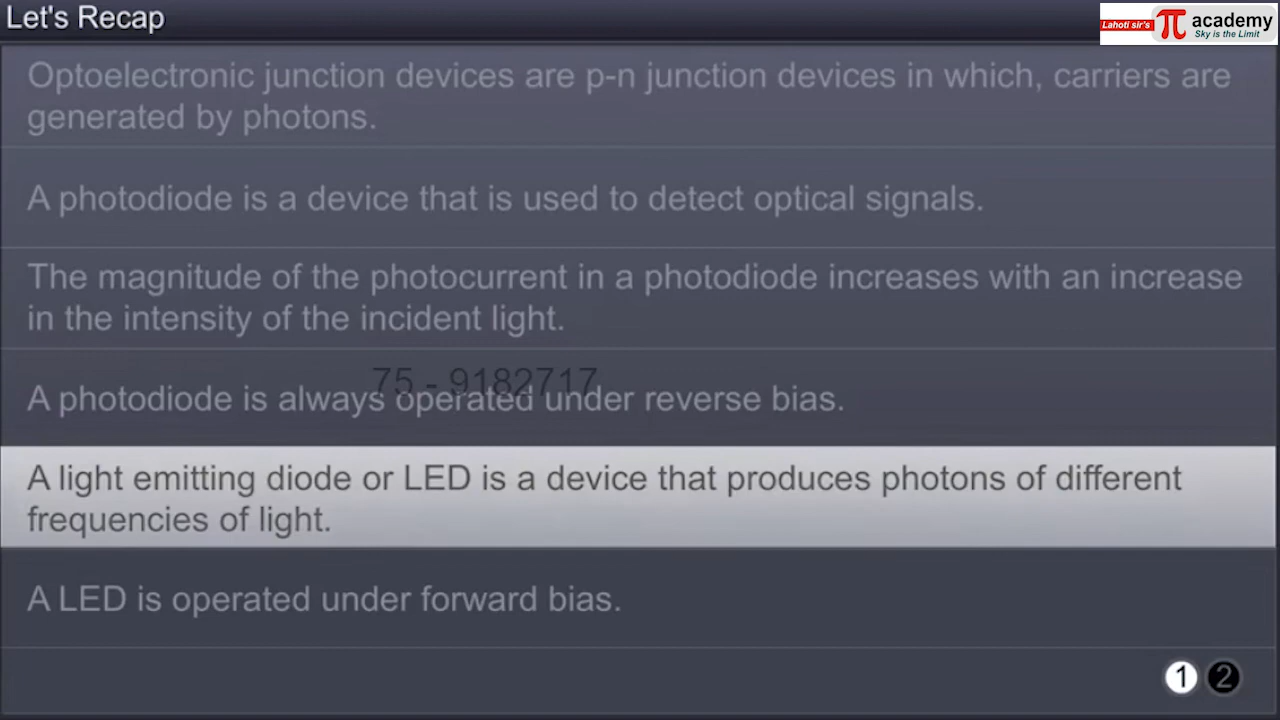 Let's Recap
Lahoti sir's π academy
Sky is the Limit
Optoelectronic junction devices are p-n junction devices in which, carriers are
generated by photons.
A photodiode is a device that is used to detect optical signals.
The magnitude of the photocurrent in a photodiode increases with an increase
in the intensity of the incident light.
75 - 9182717
A photodiode is always operated under reverse bias.
A light emitting diode or LED is a device that produces photons of different
frequencies of light.
A LED is operated under forward bias.
1 2